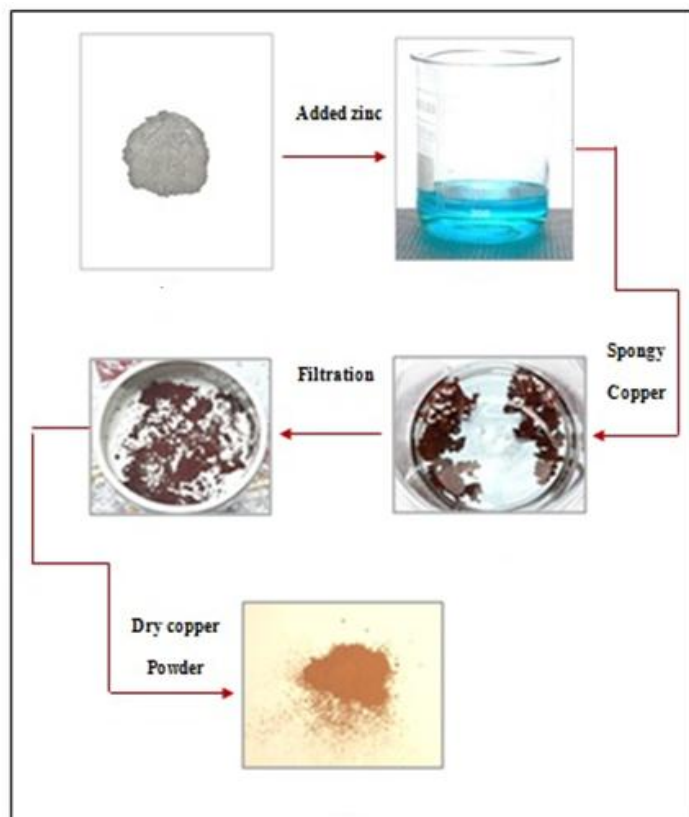 Added zinc
Spongy
Copper
Filtration
Dry copper
Powder